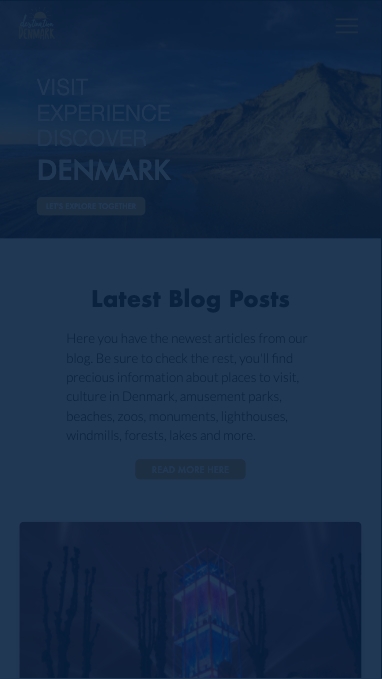 DENMARK
VISIT
EXPERIENCE
DISCOVER
DENMARK
LET'S EXPLORE TOGETHER
Latest Blog Posts
Here you have the newest articles from our
blog. Be sure to check the rest, you'll find
precious information about places to visit,
culture in Denmark, amusement parks,
beaches, zoos, monuments, lighthouses,
windmills, forests, lakes and more.
READ MORE HERE